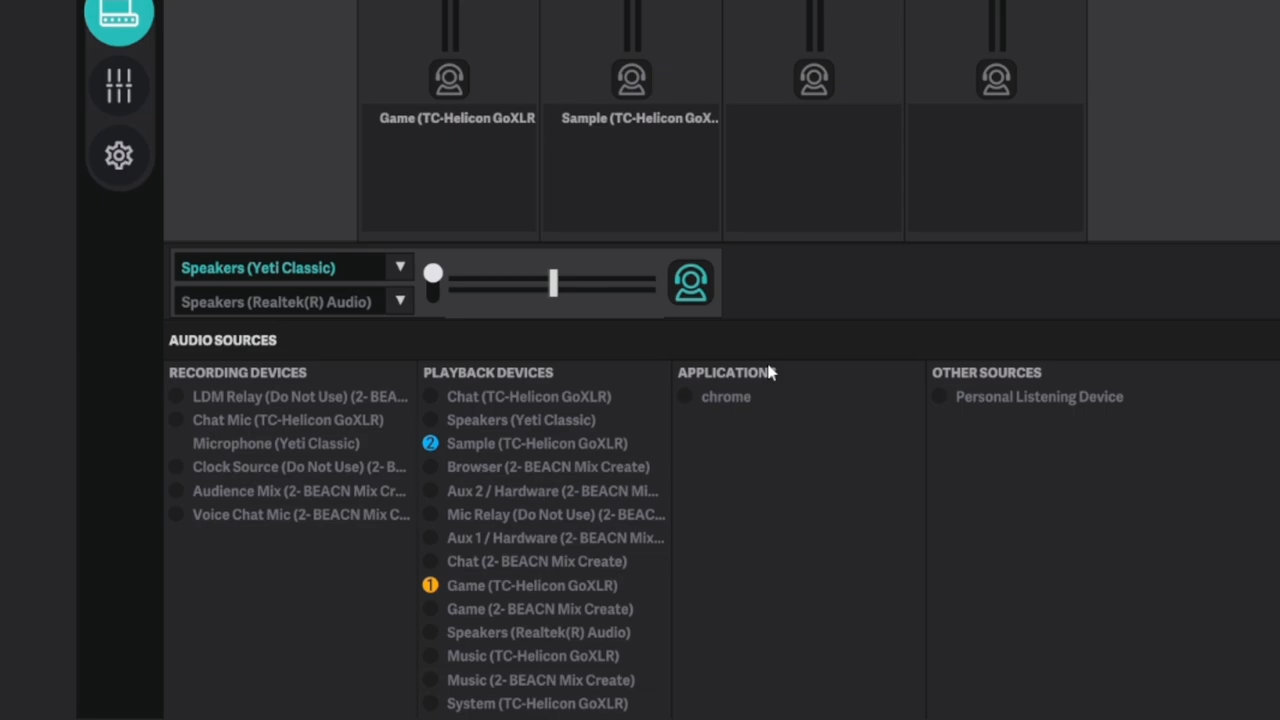 Game (TC-Helicon GoXLR
Sample (TC-Helicon GoX..
Speakers (Yeti Classic)
Speakers (Realtek(R) Audio)
AUDIO SOURCES
RECORDING DEVICES
LDM Relay (Do Not Use) (2- BEA...
Chat Mic (TC-Helicon GoXLR)
Microphone (Yeti Classic)
Clock Source (Do Not Use) (2- B...
Audience Mix (2- BEACN Mix Cr...
Voice Chat Mic (2- BEACN Mix C...
PLAYBACK DEVICES
Chat (TC-Helicon GoXLR)
Speakers (Yeti Classic)
2 Sample (TC-Helicon GoXLR)
Browser (2- BEACN Mix Create)
Aux 2 / Hardware (2- BEACN Mi...
Mic Relay (Do Not Use) (2- BEAC...
Aux 1 / Hardware (2- BEACN Mix...
Chat (2- BEACN Mix Create)
1 Game (TC-Helicon GoXLR)
Game (2- BEACN Mix Create)
Speakers (Realtek(R) Audio)
Music (TC-Helicon GoXLR)
Music (2- BEACN Mix Create)
System (TC-Helicon GoXLR)
APPLICATIONS
chrome
OTHER SOURCES
Personal Listening Device